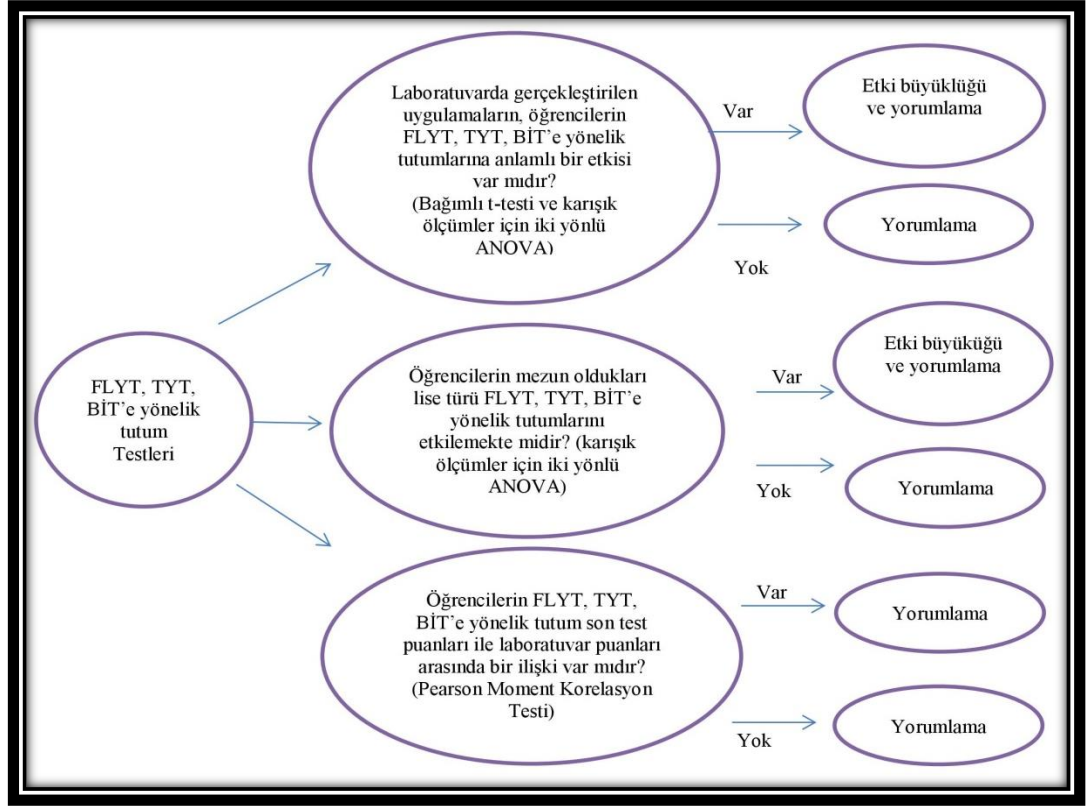 Laboratuvarda gerçekleştirilen
uygulamaların, öğrencilerin
FLYT, TYT, BİT’e yönelik
tutumlarına anlamlı bir etkisi
var mıdır?
(Bağımlı t-testi ve karışık
ölçümler için iki yönlü
ANOVA)
Var
Etki büyüklüğü
ve yorumlama
Yok
Yorumlama
FLYT, TYT,
BİT’e yönelik
tutum
Testleri
Öğrencilerin mezun oldukları
lise türü FLYT, TYT, BİT’e
yönelik tutumlarını
etkilemekte midir? (karışık
ölçümler için iki yönlü
ANOVA)
Var
Etki büyüküğü
ve yorumlama
Yok
Yorumlama
Öğrencilerin FLYT, TYT,
BİT’e yönelik tutum son test
puanları ile laboratuvar puanları
arasında bir ilişki var mıdır?
(Pearson Moment Korelasyon
Testi)
Var
Yorumlama
Yok
Yorumlama